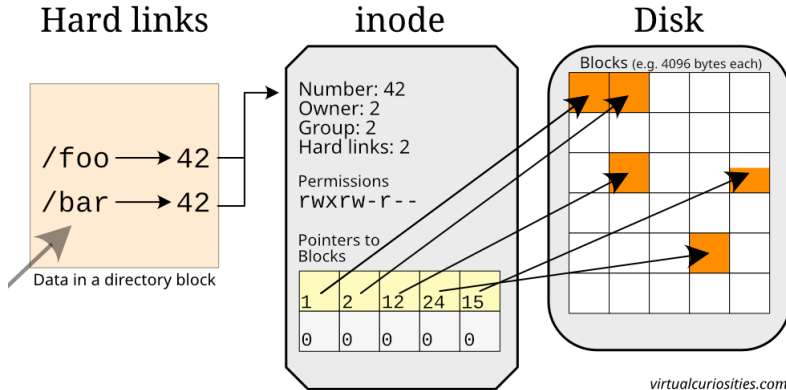 Hard links
inode
Disk
/foo 42
/bar 42
Data in a directory block
Number: 42
Owner: 2
Group: 2
Hard links: 2
Permissions
rwxrw-r--
Pointers to
Blocks
1 2 12 24 15
0 0 0 0 0
Blocks (e.g. 4096 bytes each)
virtualcuriosities.com